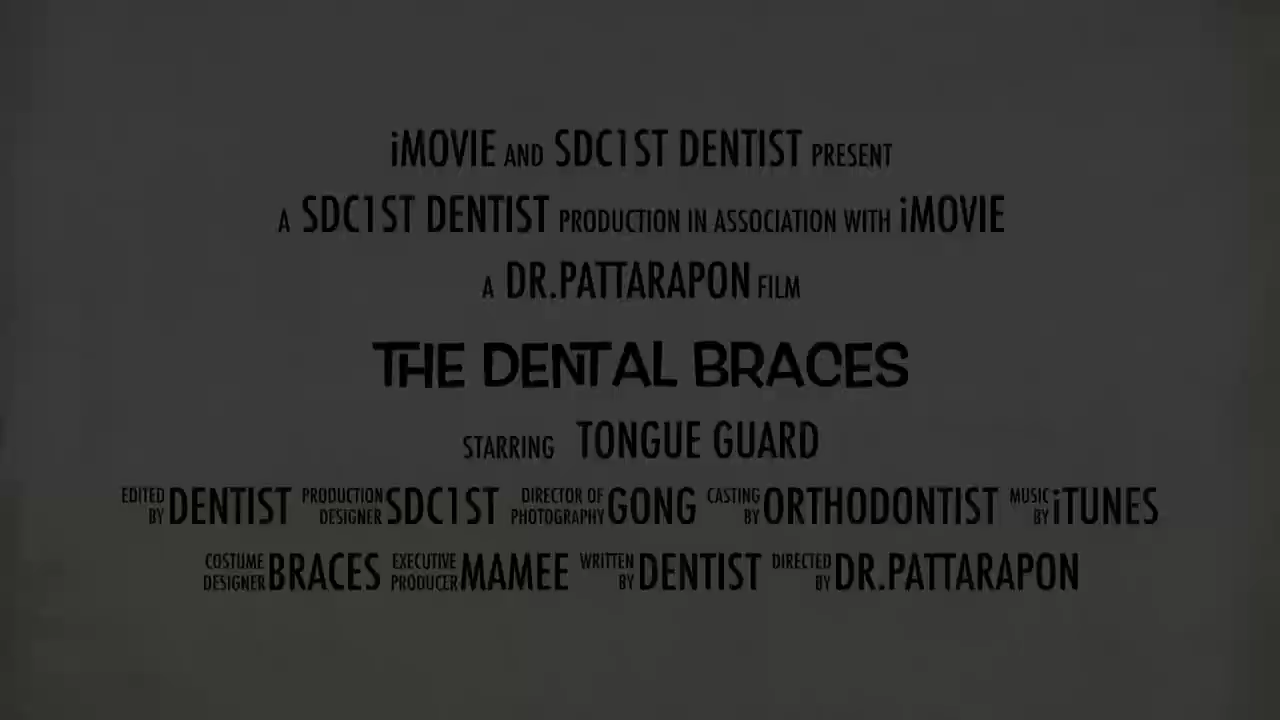 iMOVIE AND SDC1ST DENTIST PRESENT
A SDC1ST DENTIST PRODUCTION IN ASSOCIATION WITH iMOVIE
A DR.PATTARAPON FILM
THE DENTAL BRACES
STARRING TONGUE GUARD
EDITED BY DENTIST PRODUCTION DESIGNER SDC1ST DIRECTOR OF PHOTOGRAPHY GONG CASTING BY ORTHODONTIST MUSIC BY iTUNES
COSTUME DESIGNER BRACES EXECUTIVE PRODUCER MAMEE WRITTEN BY DENTIST DIRECTED BY DR.PATTARAPON